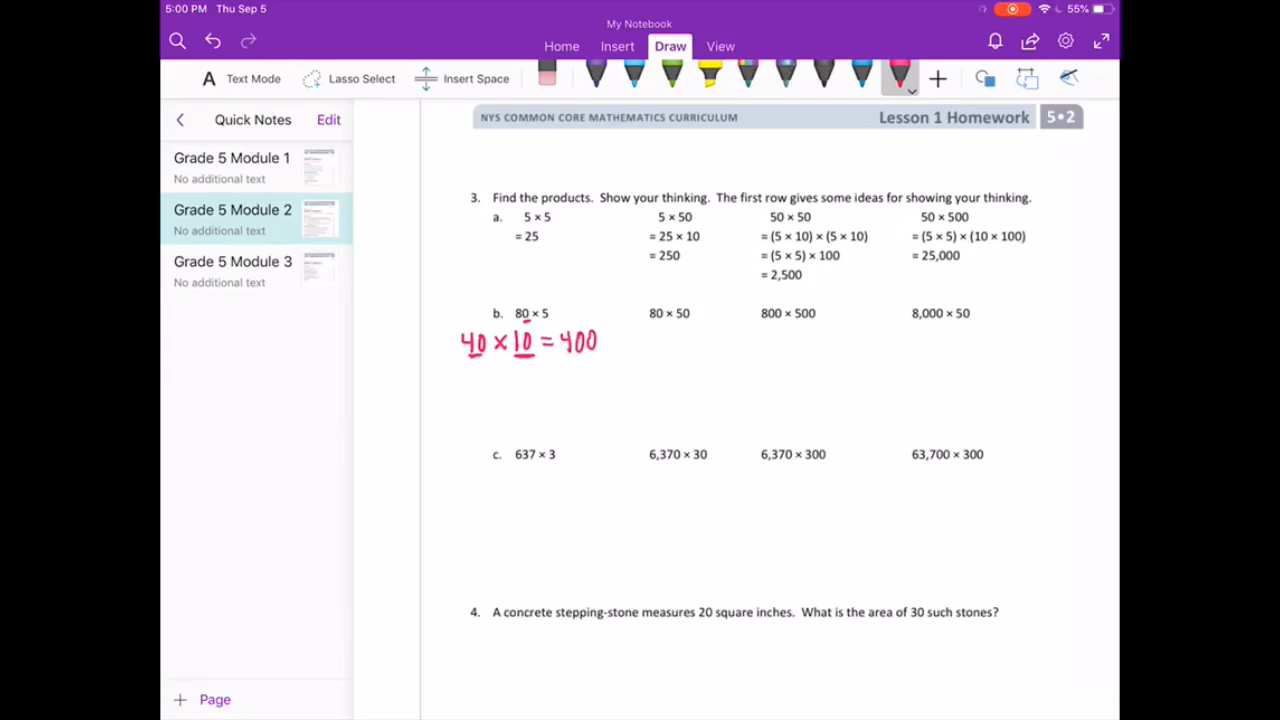 5:00 PM Thu Sep 5
55%
My Notebook
Home Insert Draw View
A Text Mode Lasso Select Insert Space
Quick Notes Edit
Grade 5 Module 1
No additional text
Grade 5 Module 2
No additional text
Grade 5 Module 3
No additional text
+ Page
NYS COMMON CORE MATHEMATICS CURRICULUM Lesson 1 Homework 5•2
3. Find the products. Show your thinking. The first row gives some ideas for showing your thinking.
a. 5 × 5 5 × 50 50 × 50 50 × 500
= 25 = 25 × 10 = (5 × 10) × (5 × 10) = (5 × 5) × (10 × 100)
= 250 = (5 × 5) × 100 = 25,000
= 2,500
b. 80 × 5 80 × 50 800 × 500 8,000 × 50
40 × 10 = 400
c. 637 × 3 6,370 × 30 6,370 × 300 63,700 × 300
4. A concrete stepping-stone measures 20 square inches. What is the area of 30 such stones?